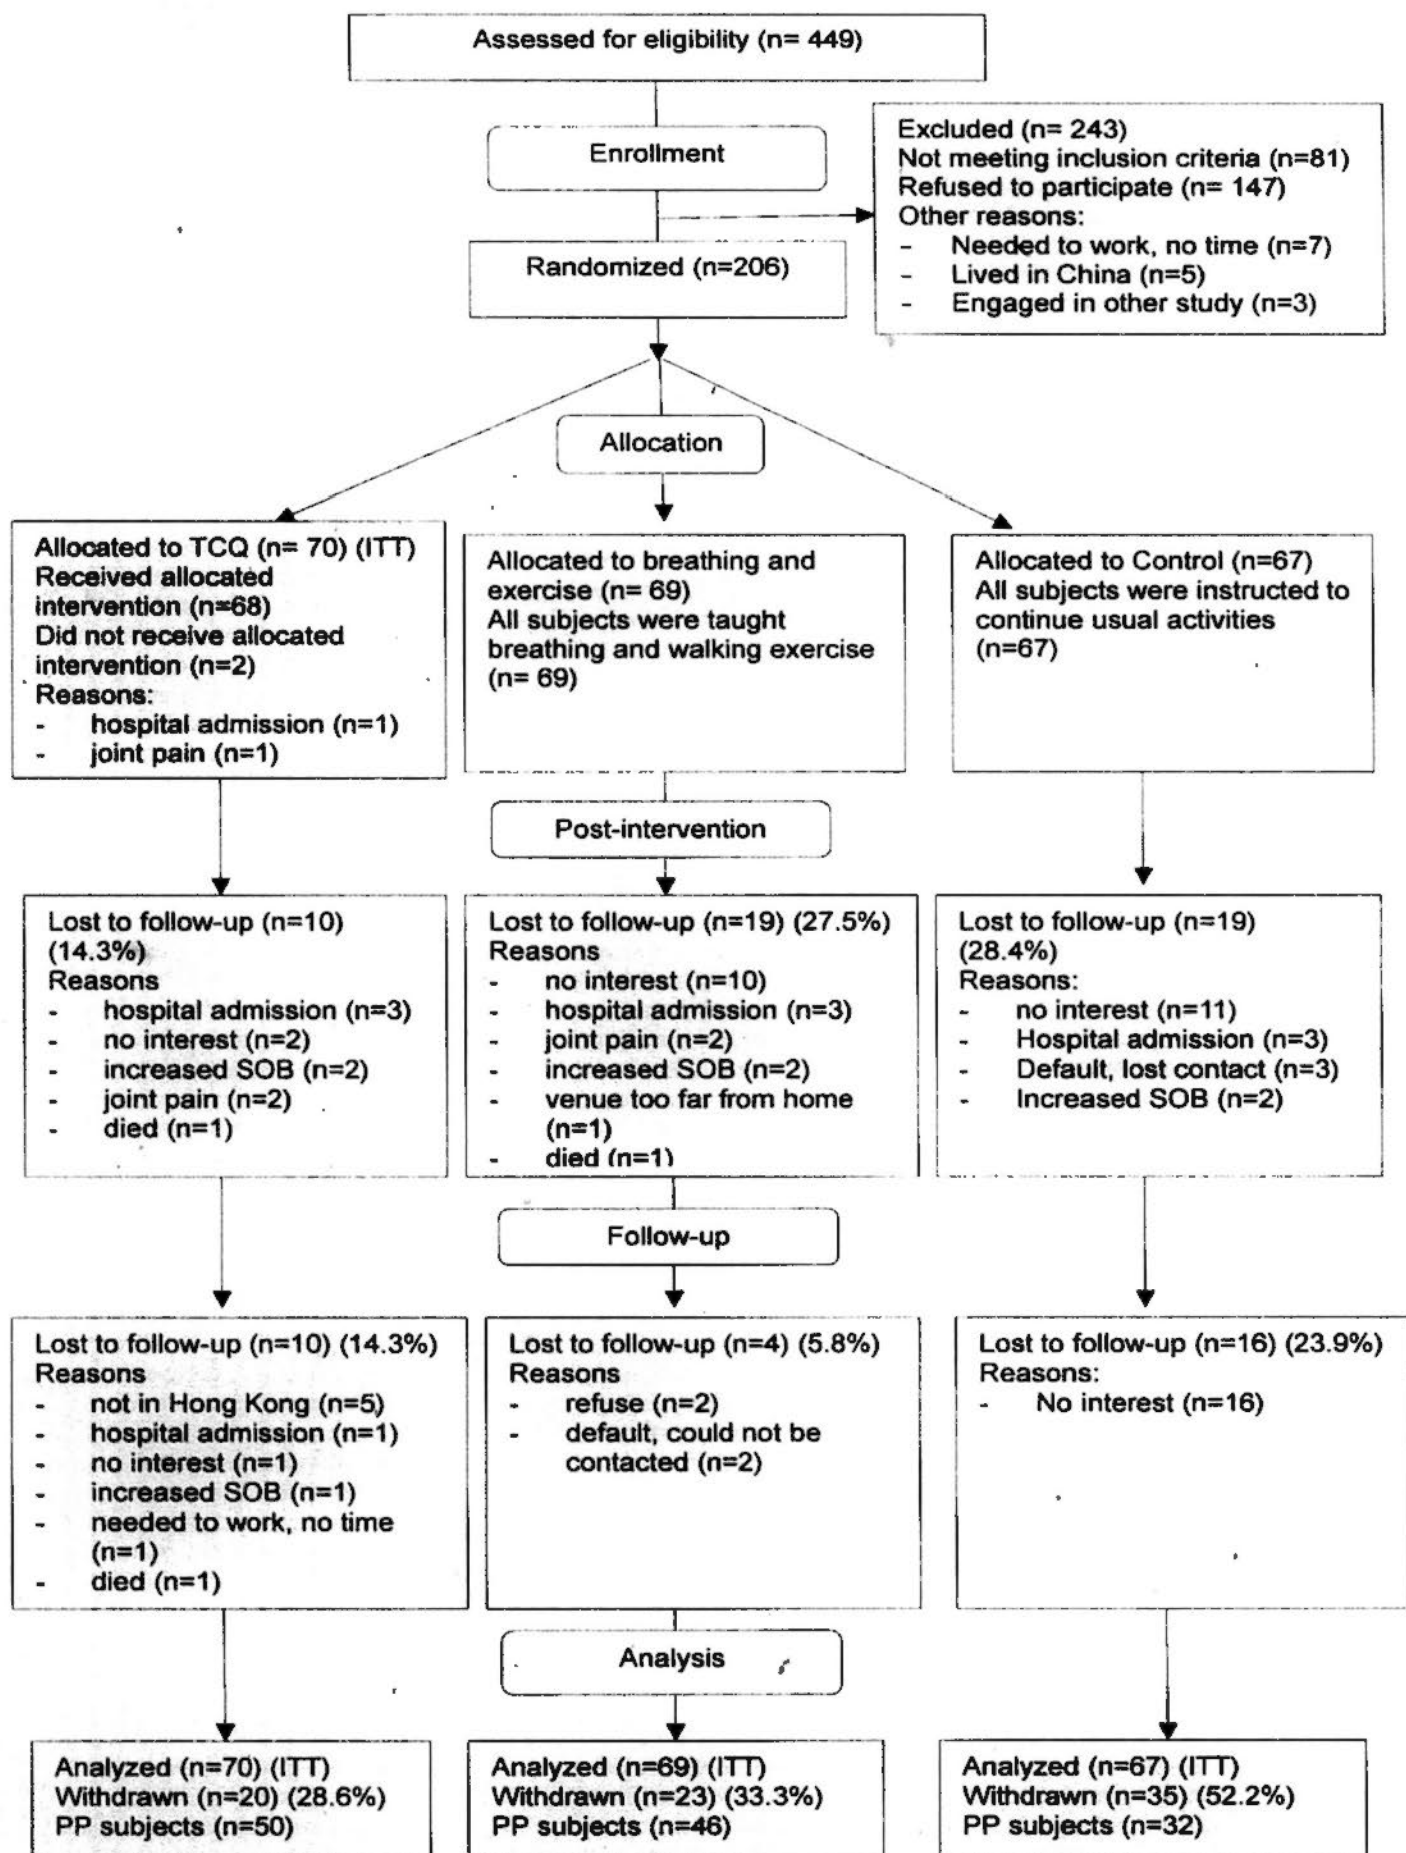 Assessed for eligibility (n= 449)
Enrollment
Excluded (n= 243)
Not meeting inclusion criteria (n=81)
Refused to participate (n= 147)
Other reasons:
- Needed to work, no time (n=7)
- Lived in China (n=5)
- Engaged in other study (n=3)
Randomized (n=206)
Allocation
Allocated to TCQ (n= 70) (ITT)
Received allocated
intervention (n=68)
Did not receive allocated
intervention (n=2)
Reasons:
- hospital admission (n=1)
- joint pain (n=1)
Allocated to breathing and
exercise (n= 69)
All subjects were taught
breathing and walking exercise
(n= 69)
Allocated to Control (n=67)
All subjects were instructed to
continue usual activities
(n=67)
Post-intervention
Lost to follow-up (n=10)
(14.3%)
Reasons
- hospital admission (n=3)
- no interest (n=2)
- increased SOB (n=2)
- joint pain (n=2)
- died (n=1)
Lost to follow-up (n=19) (27.5%)
Reasons
- no interest (n=10)
- hospital admission (n=3)
- joint pain (n=2)
- increased SOB (n=2)
- venue too far from home
(n=1)
- died (n=1)
Lost to follow-up (n=19)
(28.4%)
Reasons:
- no interest (n=11)
- Hospital admission (n=3)
- Default, lost contact (n=3)
- Increased SOB (n=2)
Follow-up
Lost to follow-up (n=10) (14.3%)
Reasons
- not in Hong Kong (n=5)
- hospital admission (n=1)
- no interest (n=1)
- increased SOB (n=1)
- needed to work, no time
(n=1)
- died (n=1)
Lost to follow-up (n=4) (5.8%)
Reasons
- refuse (n=2)
- default, could not be
contacted (n=2)
Lost to follow-up (n=16) (23.9%)
Reasons:
- No interest (n=16)
Analysis
Analyzed (n=70) (ITT)
Withdrawn (n=20) (28.6%)
PP subjects (n=50)
Analyzed (n=69) (ITT)
Withdrawn (n=23) (33.3%)
PP subjects (n=46)
Analyzed (n=67) (ITT)
Withdrawn (n=35) (52.2%)
PP subjects (n=32)